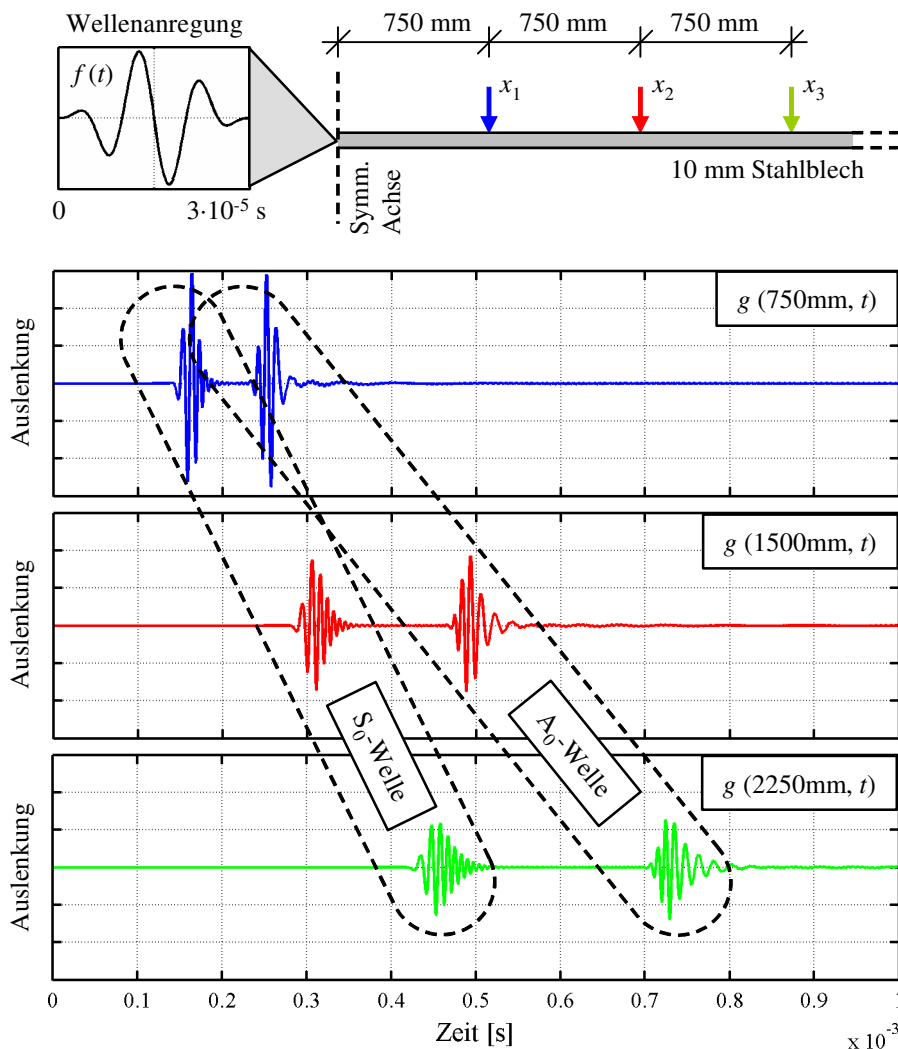 Wellenanregung
750 mm
750 mm
750 mm
f (t)
x1
x2
x3
10 mm Stahlblech
0
3·10-5 s
Symm.
Achse
g (750mm, t)
Auslenkung
g (1500mm, t)
Auslenkung
S0-Welle
A0-Welle
g (2250mm, t)
Auslenkung
0 0.1 0.2 0.3 0.4 0.5 0.6 0.7 0.8 0.9 1
Zeit [s]
x 10-3